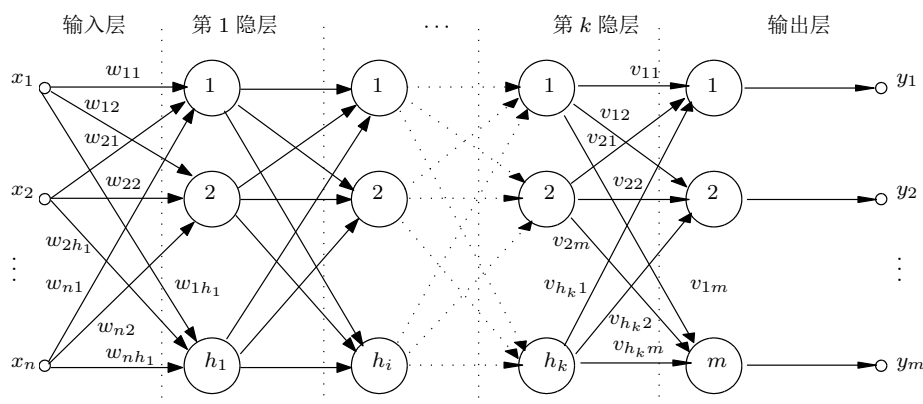 输入层 第 1 隐层 ··· 第 k 隐层 输出层
x₁ w₁₁ 1 1 1 v₁₁ 1 y₁
w₁₂ v₁₂
w₂₁ v₂₁
x₂ w₂₂ 2 2 2 v₂₂ 2 y₂
w₂ₕ₁ v₂ₘ
⋮ wₙ₁ w₁ₕ₁ vₕₖ1 v₁ₘ ⋮
wₙ₂ vₕₖ2
wₙₕ₁ vₕₖm
xₙ h₁ hᵢ hₖ m yₘ